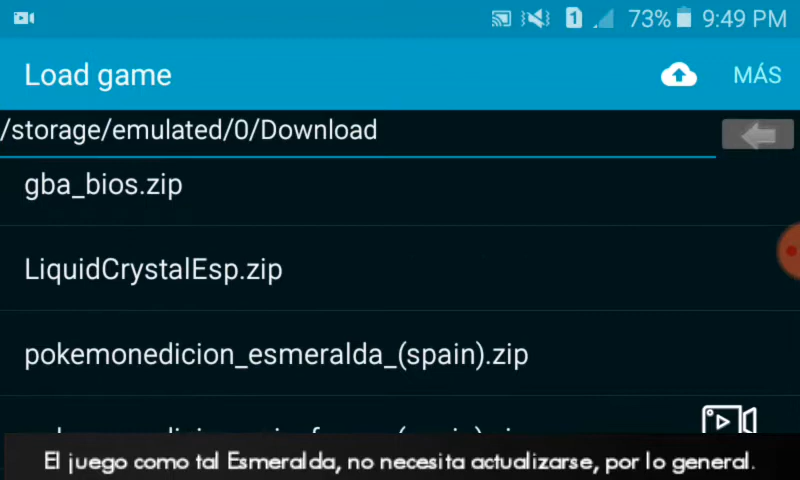 1 73% 9:49 PM
Load game MÁS
/storage/emulated/0/Download
gba_bios.zip
LiquidCrystalEsp.zip
pokemonedicion_esmeralda_(spain).zip
El juego como tal Esmeralda, no necesita actualizarse, por lo general.